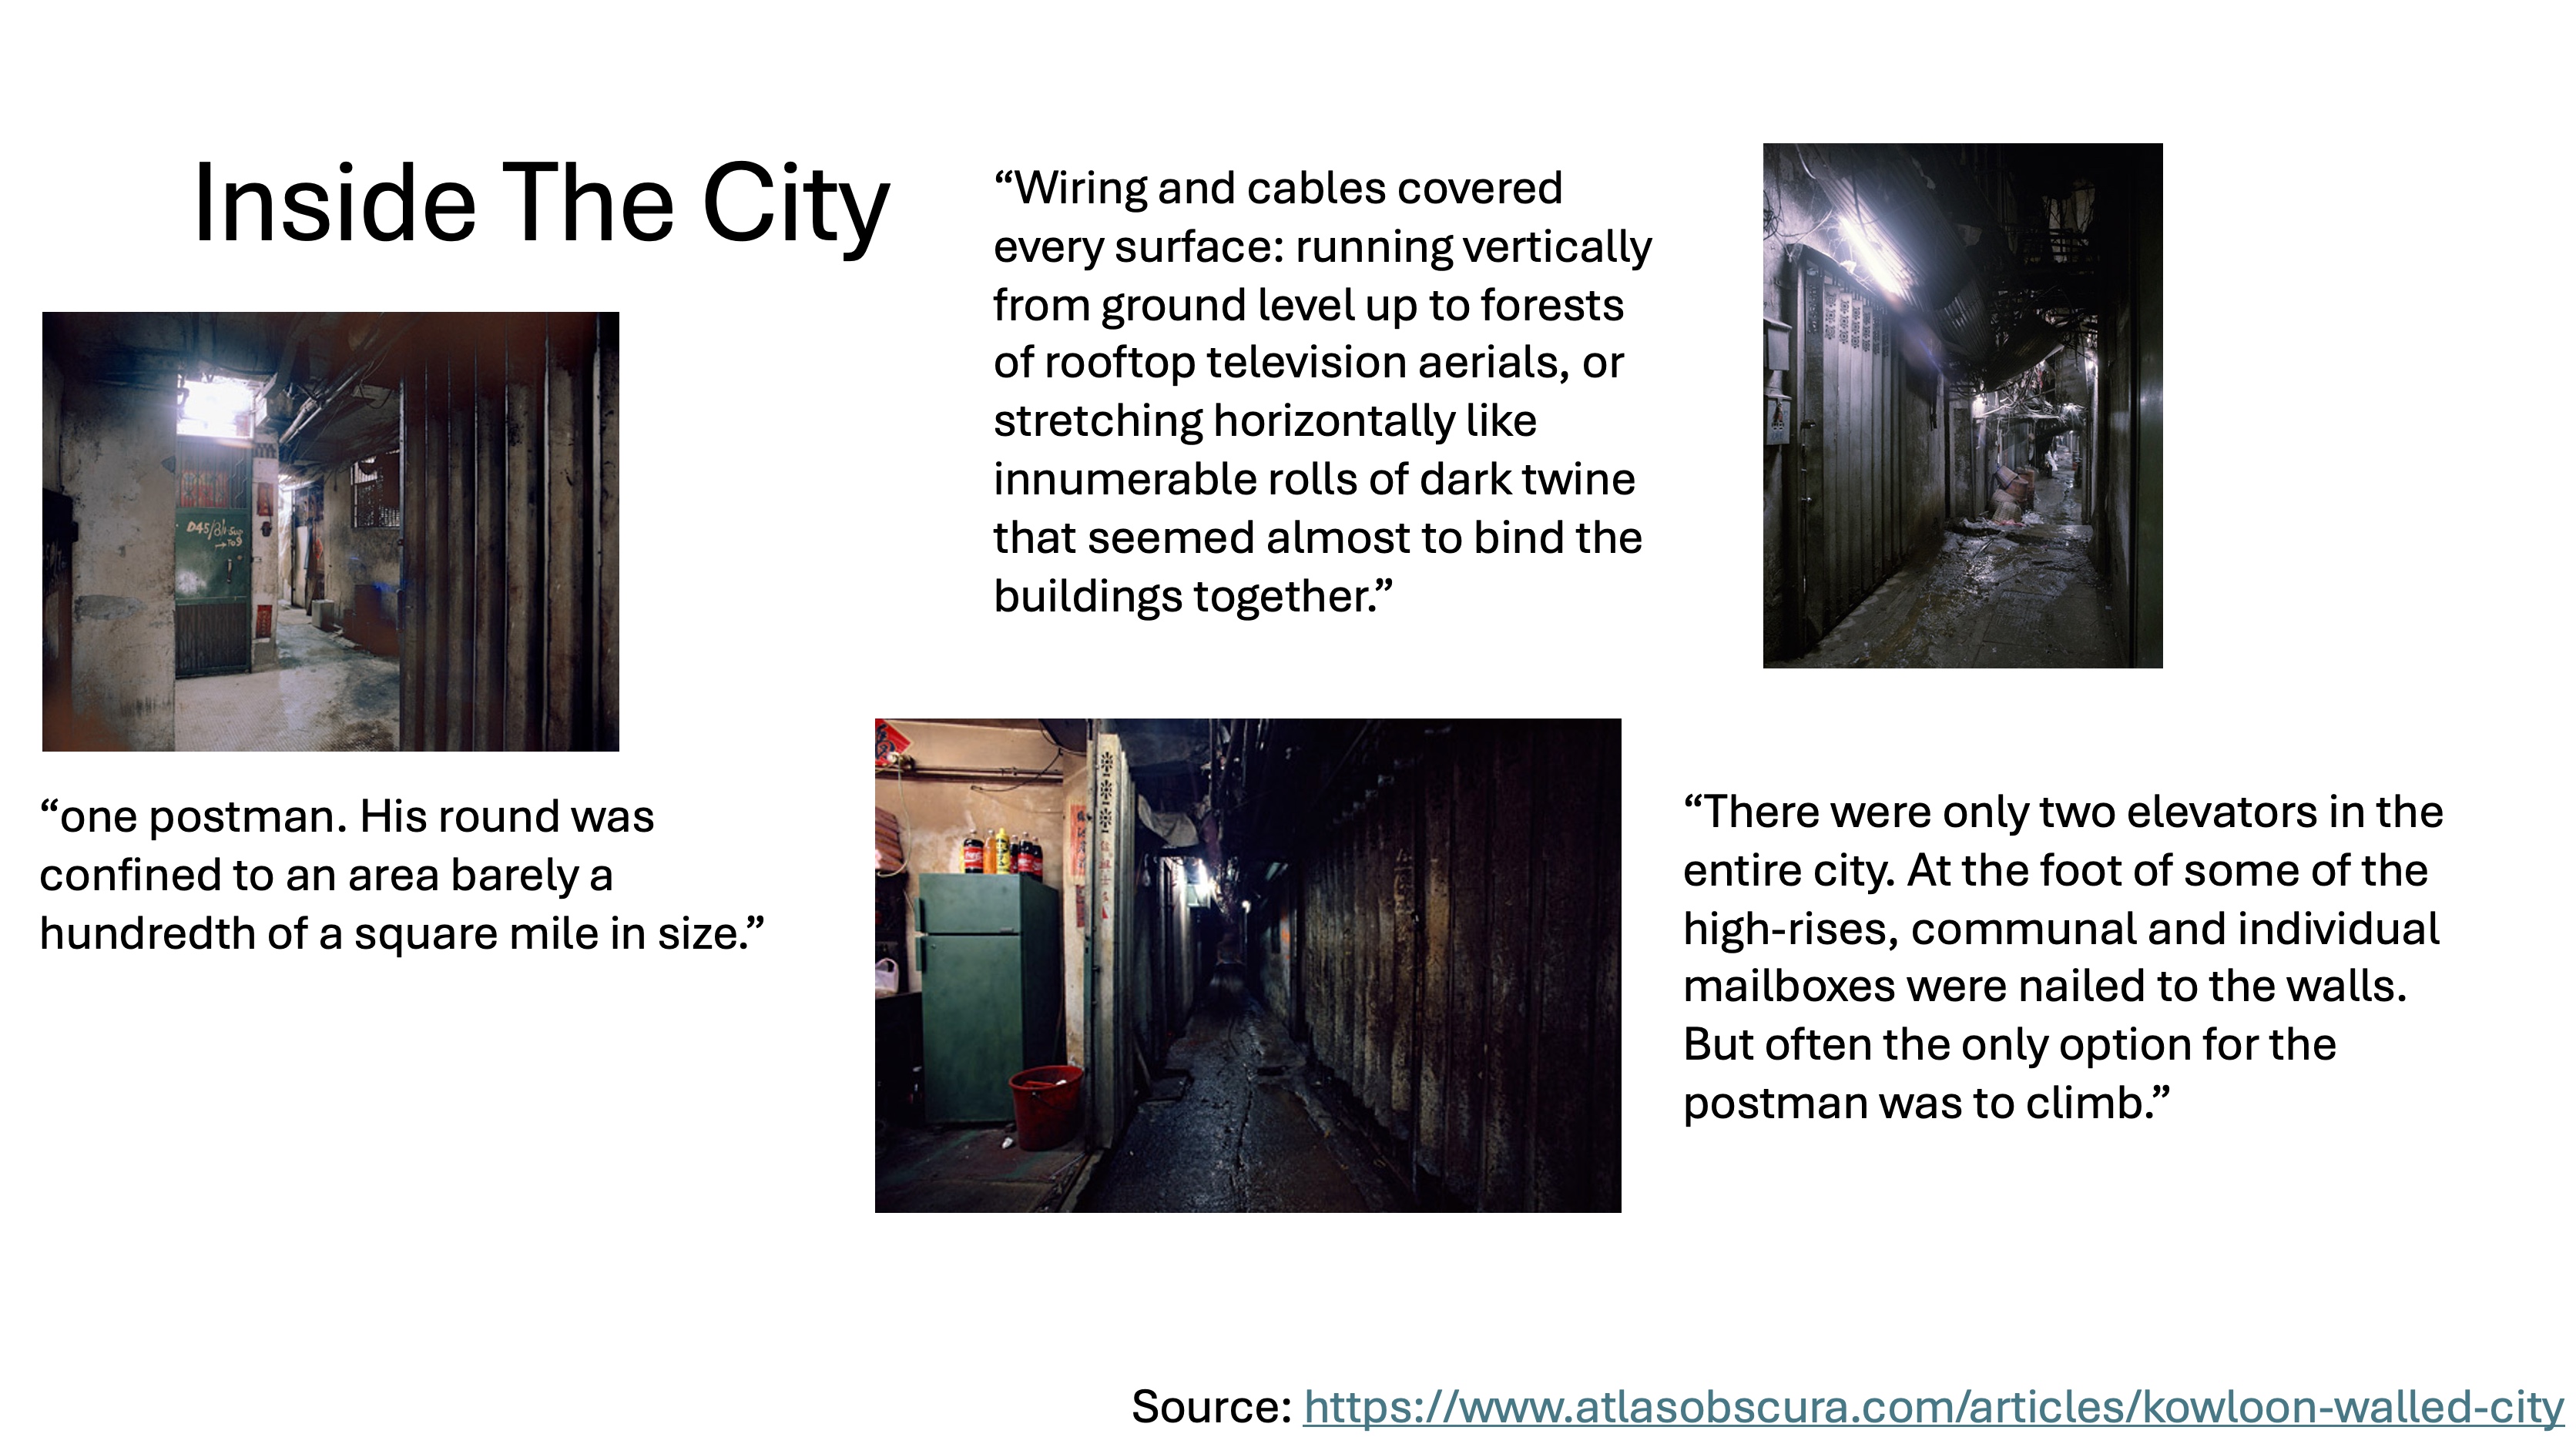 Inside The City
“Wiring and cables covered
every surface: running vertically
from ground level up to forests
of rooftop television aerials, or
stretching horizontally like
innumerable rolls of dark twine
that seemed almost to bind the
buildings together.”
D45/
“one postman. His round was
confined to an area barely a
hundredth of a square mile in size.”
“There were only two elevators in the
entire city. At the foot of some of the
high-rises, communal and individual
mailboxes were nailed to the walls.
But often the only option for the
postman was to climb.”
Source: https://www.atlasobscura.com/articles/kowloon-walled-city